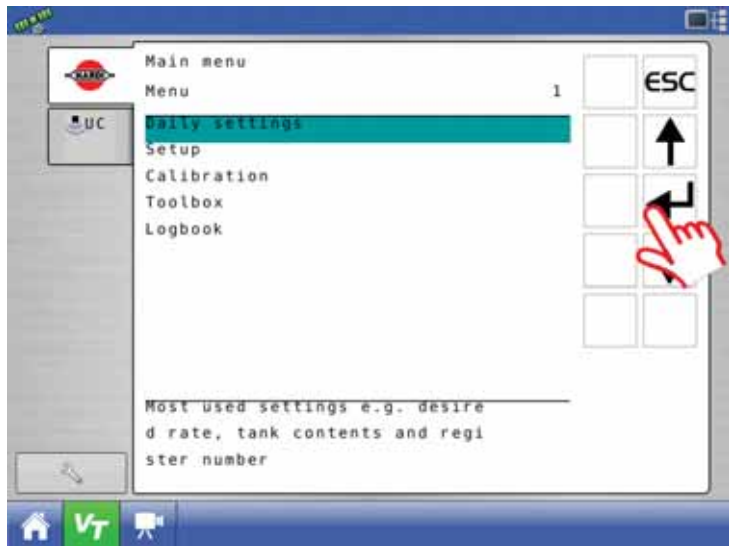 HARDI
UC
Main menu
Menu 1
Daily settings
Setup
Calibration
Toolbox
Logbook
Most used settings e.g. desire
d rate, tank contents and regi
ster number
ESC
VT